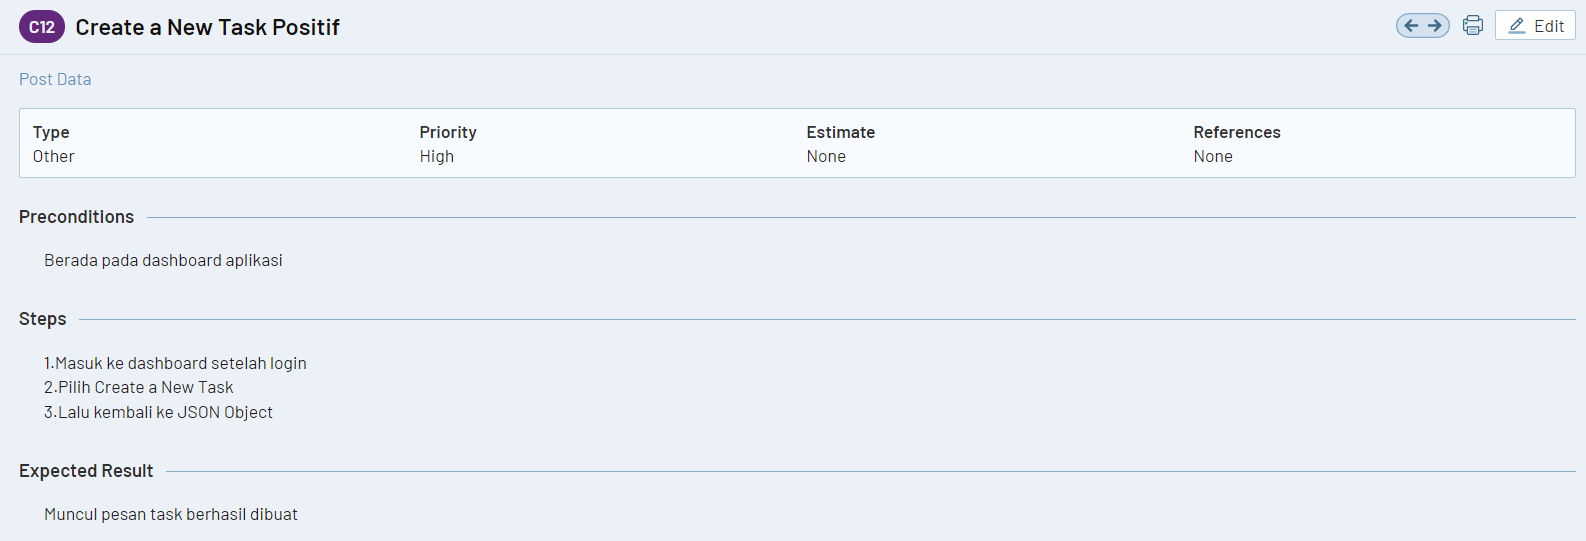 C12 Create a New Task Positif
Edit
Post Data
Type Priority Estimate References
Other High None None
Preconditions
Berada pada dashboard aplikasi
Steps
1.Masuk ke dashboard setelah login
2.Pilih Create a New Task
3.Lalu kembali ke JSON Object
Expected Result
Muncul pesan task berhasil dibuat